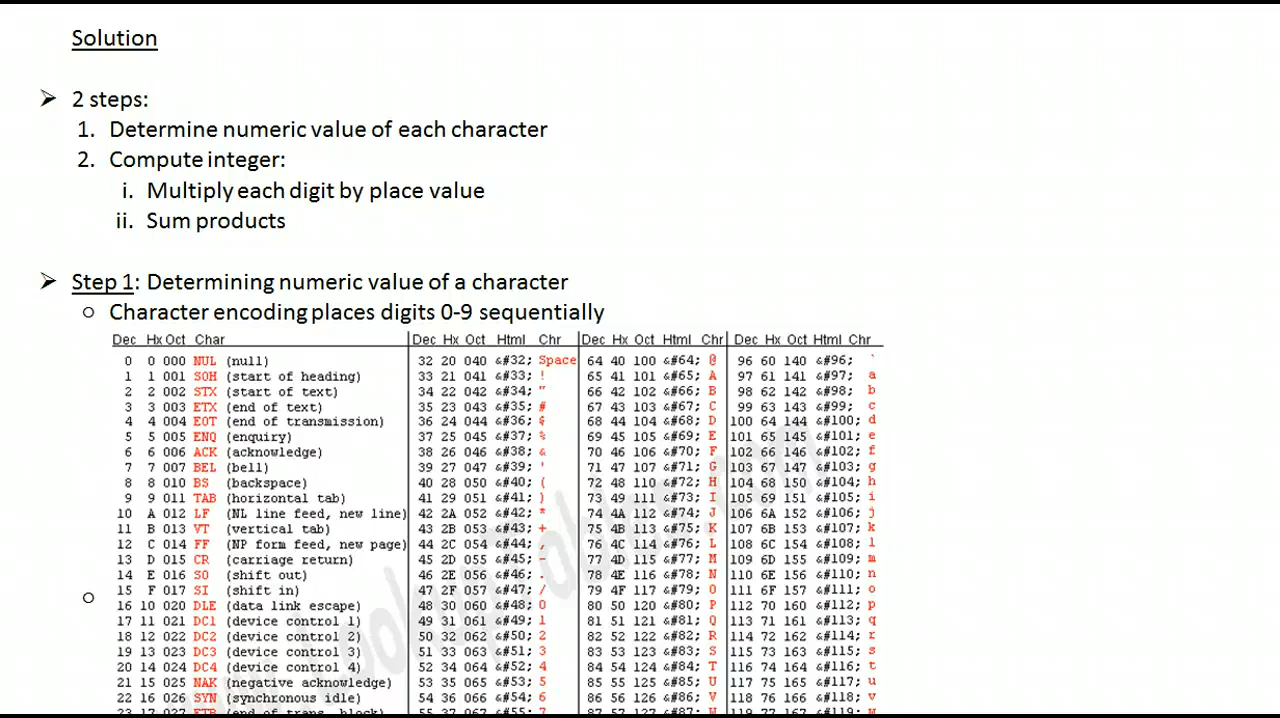 Solution
➢ 2 steps:
1. Determine numeric value of each character
2. Compute integer:
i. Multiply each digit by place value
ii. Sum products
➢ Step 1: Determining numeric value of a character
o Character encoding places digits 0-9 sequentially
Dec Hx Oct Char Dec Hx Oct Html Chr Dec Hx Oct Html Chr Dec Hx Oct Html Chr
0 0 000 NUL (null) 32 20 040 &#32; Space 64 40 100 &#64; @ 96 60 140 &#96; `
1 1 001 SOH (start of heading) 33 21 041 &#33; ! 65 41 101 &#65; A 97 61 141 &#97; a
2 2 002 STX (start of text) 34 22 042 &#34; " 66 42 102 &#66; B 98 62 142 &#98; b
3 3 003 ETX (end of text) 35 23 043 &#35; # 67 43 103 &#67; C 99 63 143 &#99; c
4 4 004 EOT (end of transmission) 36 24 044 &#36; $ 68 44 104 &#68; D 100 64 144 &#100; d
5 5 005 ENQ (enquiry) 37 25 045 &#37; % 69 45 105 &#69; E 101 65 145 &#101; e
6 6 006 ACK (acknowledge) 38 26 046 &#38; & 70 46 106 &#70; F 102 66 146 &#102; f
7 7 007 BEL (bell) 39 27 047 &#39; ' 71 47 107 &#71; G 103 67 147 &#103; g
8 8 010 BS (backspace) 40 28 050 &#40; ( 72 48 110 &#72; H 104 68 150 &#104; h
9 9 011 TAB (horizontal tab) 41 29 051 &#41; ) 73 49 111 &#73; I 105 69 151 &#105; i
10 A 012 LF (NL line feed, new line) 42 2A 052 &#42; * 74 4A 112 &#74; J 106 6A 152 &#106; j
11 B 013 VT (vertical tab) 43 2B 053 &#43; + 75 4B 113 &#75; K 107 6B 153 &#107; k
12 C 014 FF (NP form feed, new page) 44 2C 054 &#44; , 76 4C 114 &#76; L 108 6C 154 &#108; l
13 D 015 CR (carriage return) 45 2D 055 &#45; - 77 4D 115 &#77; M 109 6D 155 &#109; m
14 E 016 SO (shift out) 46 2E 056 &#46; . 78 4E 116 &#78; N 110 6E 156 &#110; n
15 F 017 SI (shift in) 47 2F 057 &#47; / 79 4F 117 &#79; O 111 6F 157 &#111; o
16 10 020 DLE (data link escape) 48 30 060 &#48; 0 80 50 120 &#80; P 112 70 160 &#112; p
17 11 021 DC1 (device control 1) 49 31 061 &#49; 1 81 51 121 &#81; Q 113 71 161 &#113; q
18 12 022 DC2 (device control 2) 50 32 062 &#50; 2 82 52 122 &#82; R 114 72 162 &#114; r
19 13 023 DC3 (device control 3) 51 33 063 &#51; 3 83 53 123 &#83; S 115 73 163 &#115; s
20 14 024 DC4 (device control 4) 52 34 064 &#52; 4 84 54 124 &#84; T 116 74 164 &#116; t
21 15 025 NAK (negative acknowledge) 53 35 065 &#53; 5 85 55 125 &#85; U 117 75 165 &#117; u
22 16 026 SYN (synchronous idle) 54 36 066 &#54; 6 86 56 126 &#86; V 118 76 166 &#118; v
23 17 027 ETB (end of trans. block) 55 37 067 &#55; 7 87 57 127 &#87; W 119 77 167 &#119; w